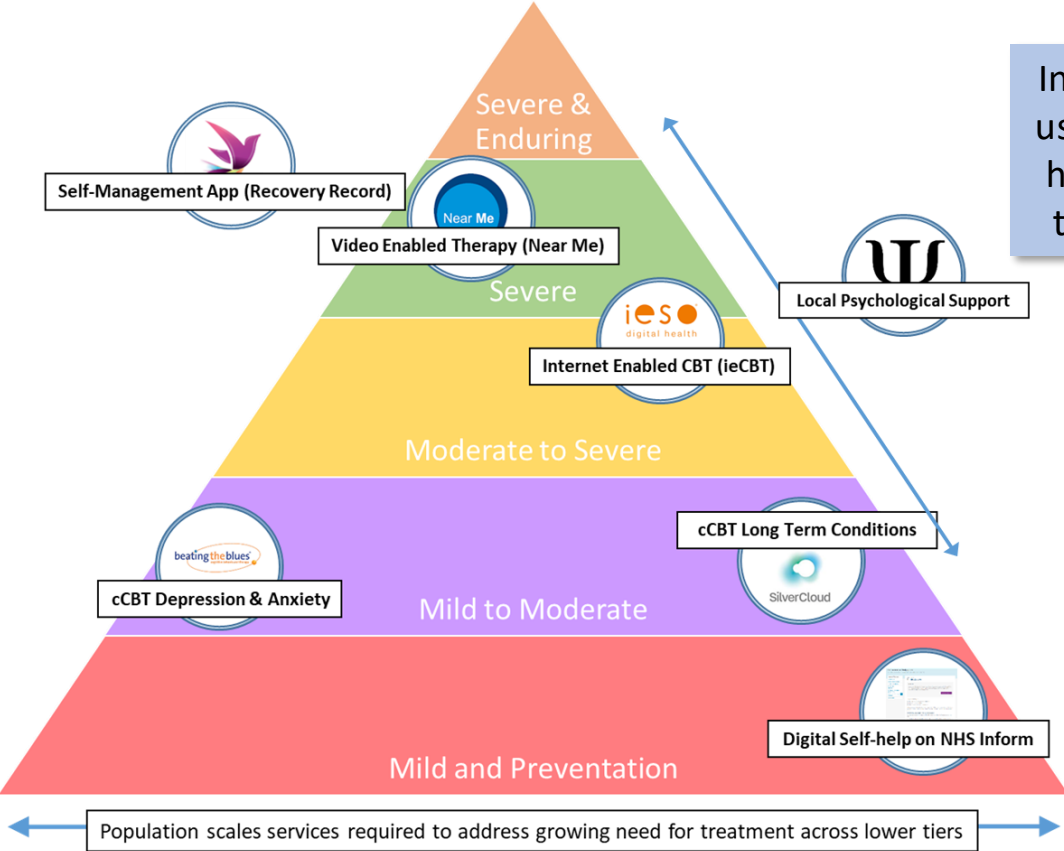 Severe &
Enduring
In
us
h
t
Self-Management App (Recovery Record)
Near Me
Video Enabled Therapy (Near Me)
Severe
Local Psychological Support
ieso
digital health
Internet Enabled CBT (ieCBT)
Moderate to Severe
beating the blues
cCBT Depression & Anxiety
cCBT Long Term Conditions
SilverCloud
Mild to Moderate
Digital Self-help on NHS Inform
Mild and Preventation
Population scales services required to address growing need for treatment across lower tiers